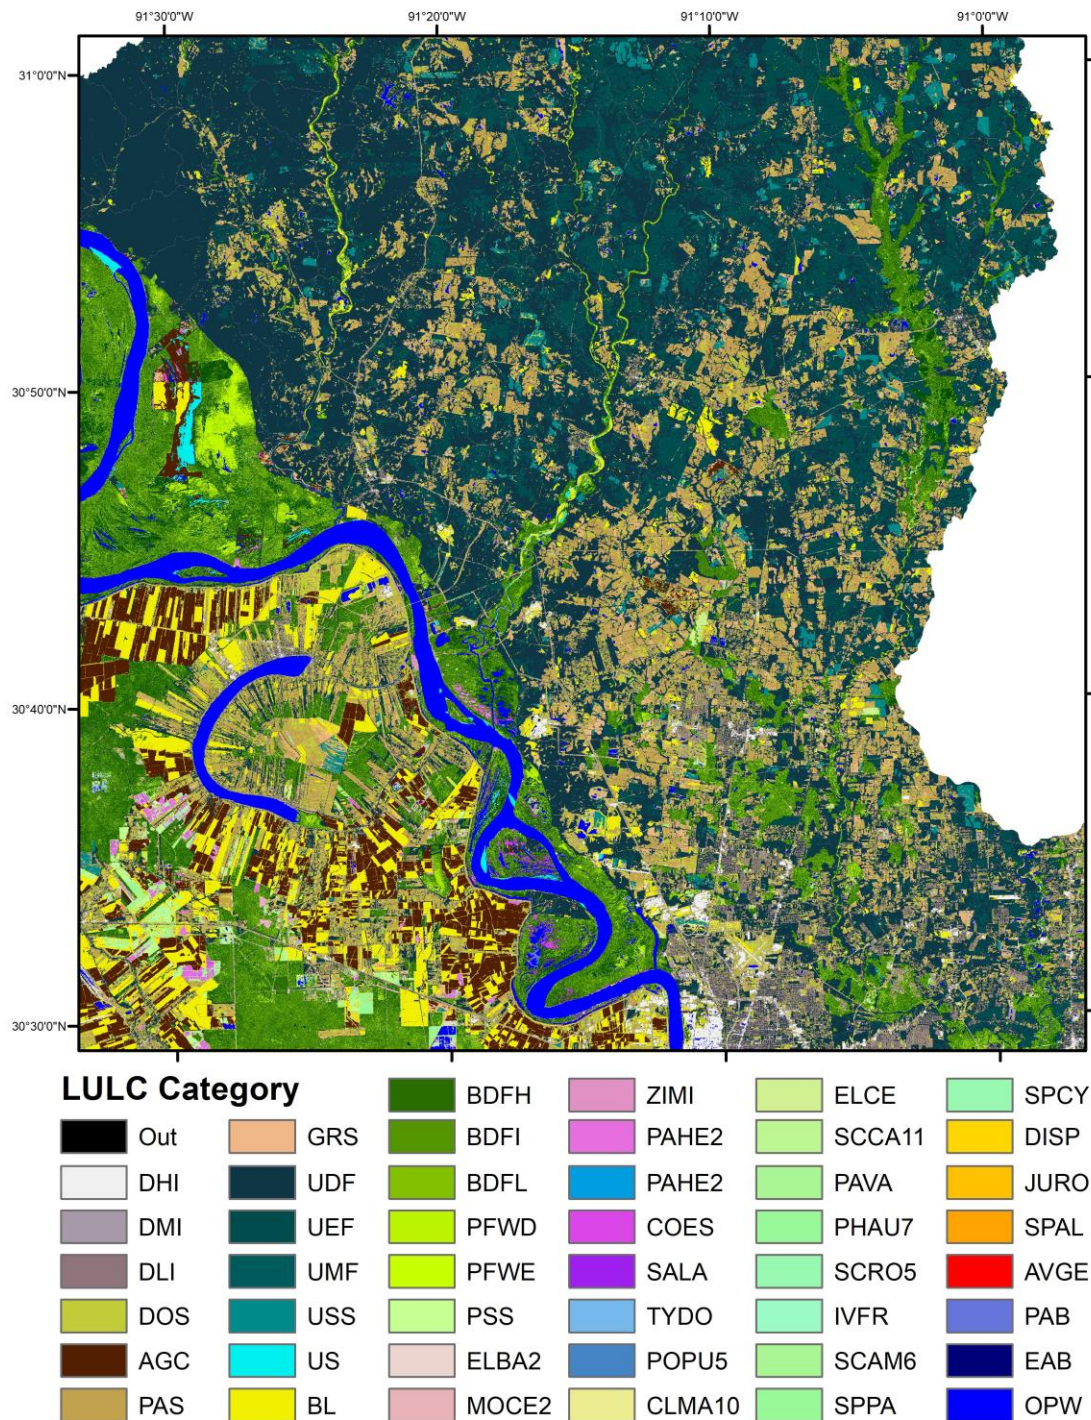 91°30'0"W 91°20'0"W 91°10'0"W 91°0'0"W
31°0'0"N
30°50'0"N
30°40'0"N
30°30'0"N
LULC Category
Out
DHI
DMI
DLI
DOS
AGC
PAS
GRS
UDF
UEF
UMF
USS
US
BL
BDFH
BDFI
BDFL
PFWD
PFWE
PSS
ELBA2
MOCE2
ZIMI
PAHE2
PAHE2
COES
SALA
TYDO
POPU5
CLMA10
ELCE
SCCA11
PAVA
PHAU7
SCRO5
IVFR
SCAM6
SPPA
SPCY
DISP
JURO
SPAL
AVGE
PAB
EAB
OPW